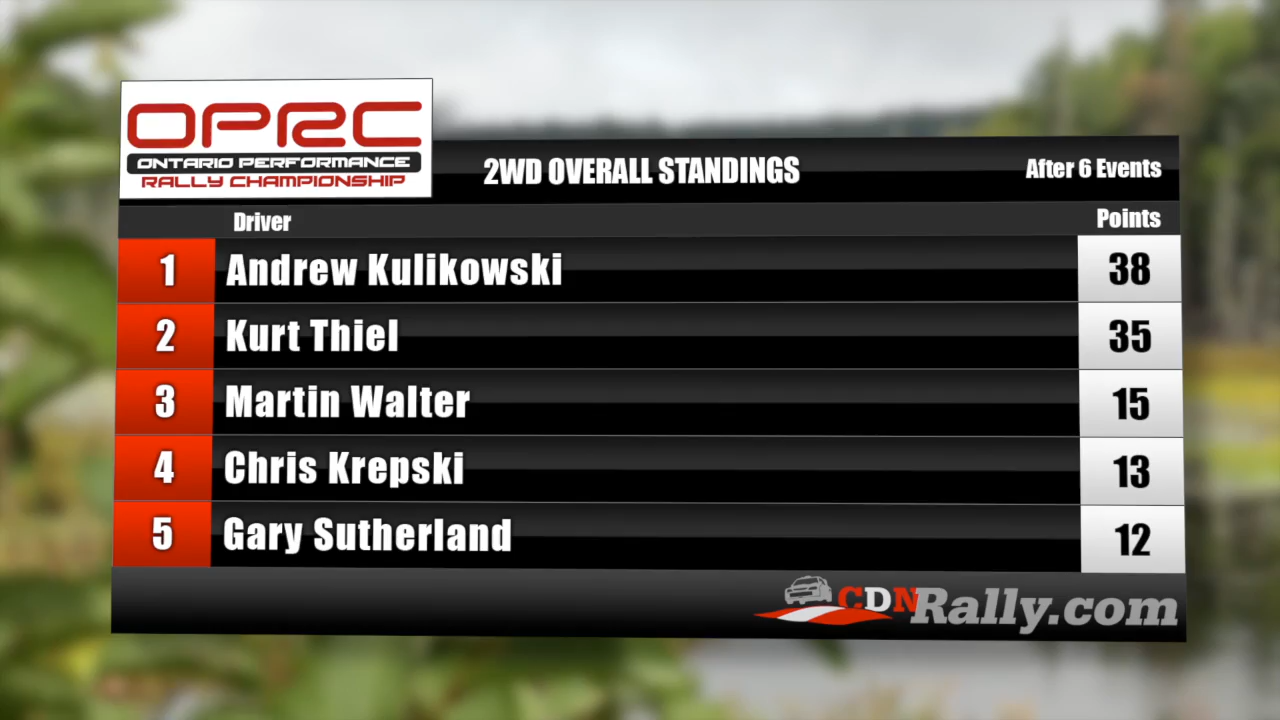 OPRC
ONTARIO PERFORMANCE
RALLY CHAMPIONSHIP
2WD OVERALL STANDINGS After 6 Events
Driver Points
1 Andrew Kulikowski 38
2 Kurt Thiel 35
3 Martin Walter 15
4 Chris Krepski 13
5 Gary Sutherland 12
CDNRally.com